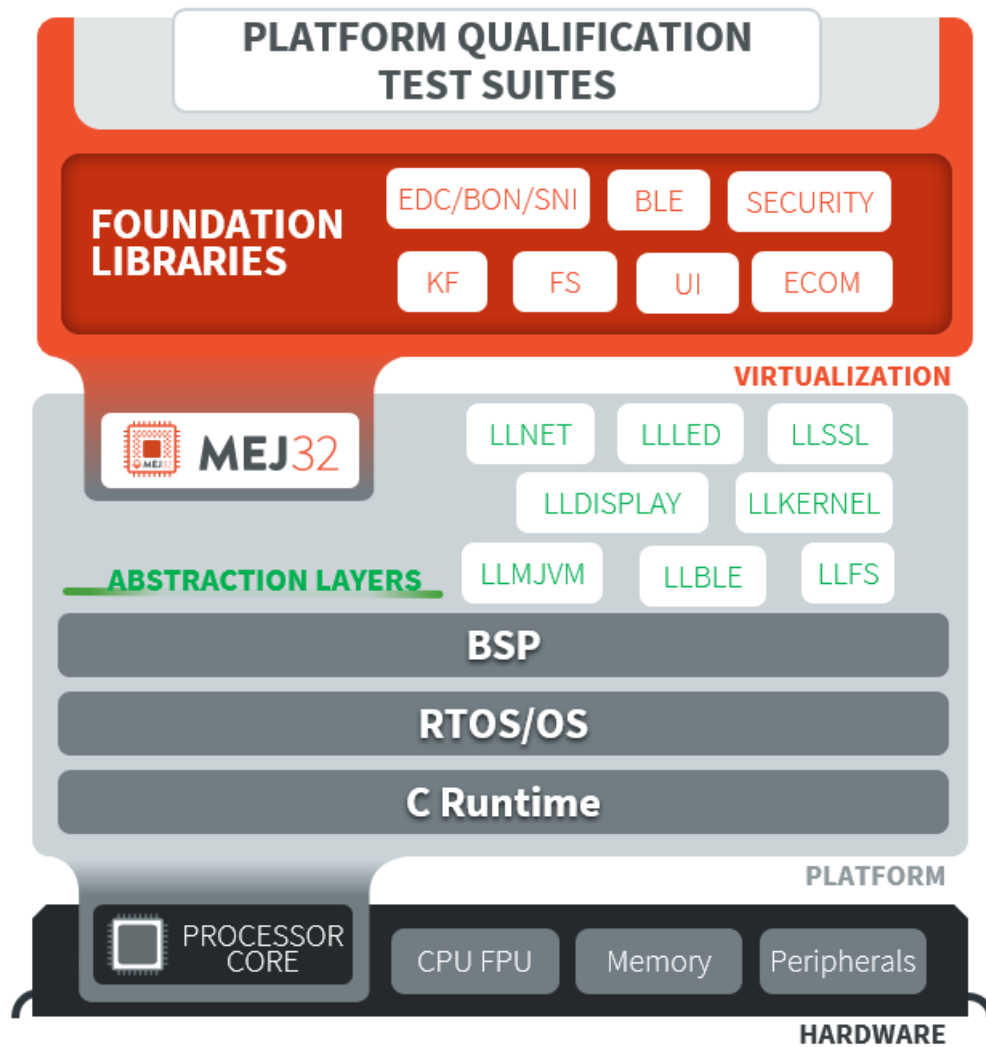 PLATFORM QUALIFICATION
TEST SUITES
FOUNDATION
LIBRARIES
EDC/BON/SNI
BLE
SECURITY
KF
FS
UI
ECOM
VIRTUALIZATION
MEJ32
LLNET
LLLED
LLSSL
LLDISPLAY
LLKERNEL
ABSTRACTION LAYERS
LLMJVM
LLBLE
LLFS
BSP
RTOS/OS
C Runtime
PLATFORM
PROCESSOR
CORE
CPU FPU
Memory
Peripherals
HARDWARE